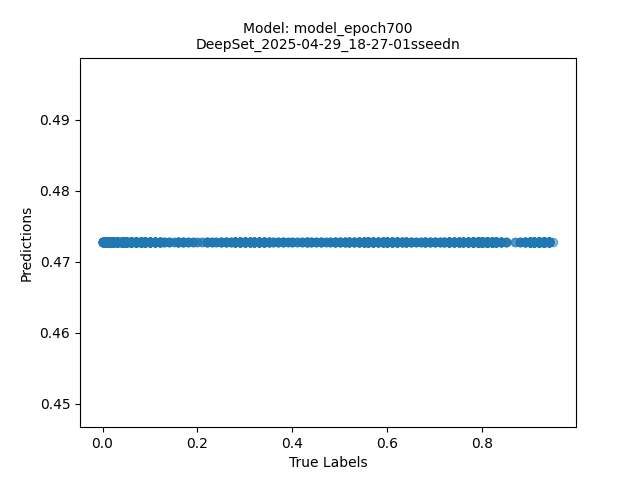 Model: model_epoch700
DeepSet_2025-04-29_18-27-01sseedn
0.49
0.48
0.47
0.46
0.45
Predictions
0.0 0.2 0.4 0.6 0.8
True Labels